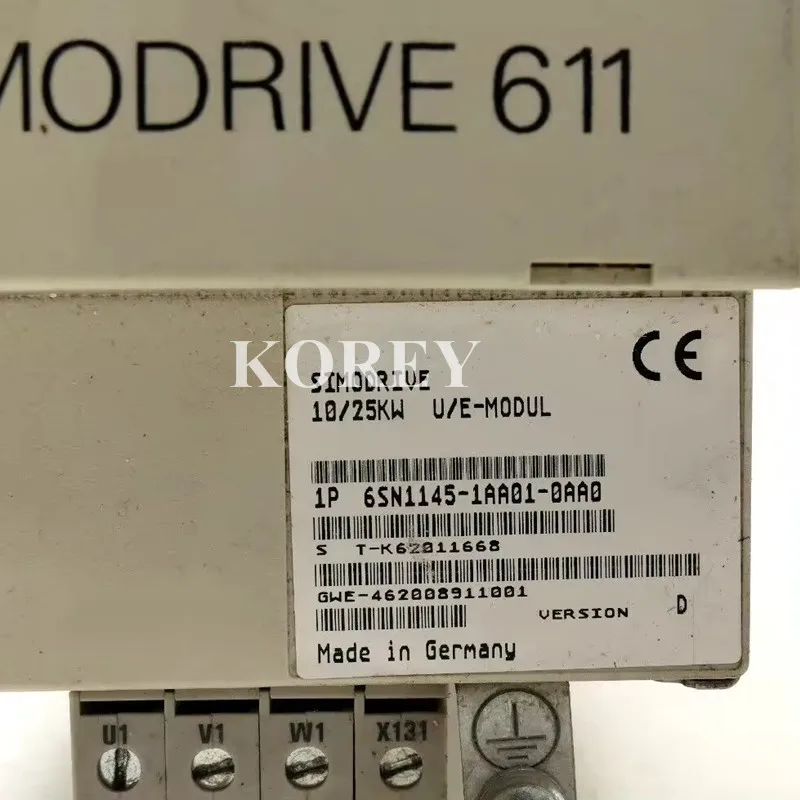 MODRIVE 611
KOREY
SIMODRIVE
10/25KW U/E-MODUL
CE
1P 6SN1145-1AA01-0AA0
S T-K62011668
GWE-462008911001
VERSION D
Made in Germany
U1 V1 W1 X131